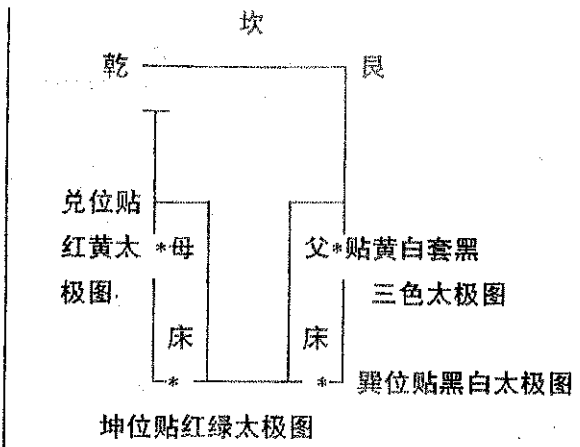 坎
乾 艮
兑位贴
红黄太 *母 父*贴黄白套黑
极图. 三色太极图
床 床
* * 巽位贴黑白太极图
坤位贴红绿太极图